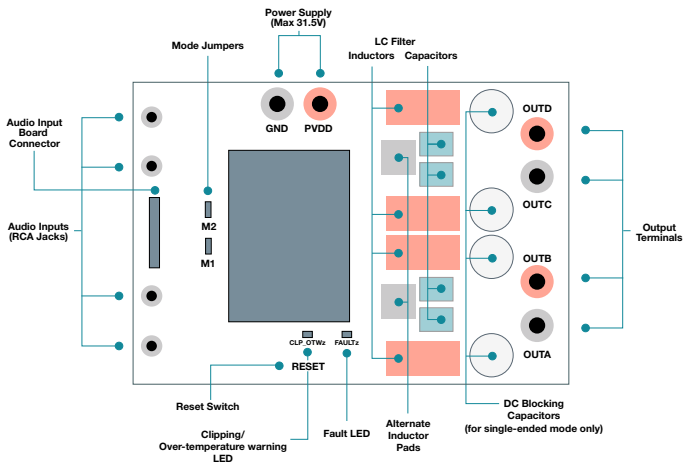 Power Supply
(Max 31.5V)
Mode Jumpers
LC Filter
Inductors
Capacitors
Audio Input
Board
Connector
GND
PVDD
OUTD
OUTC
M2
M1
Audio Inputs
(RCA Jacks)
Output
Terminals
OUTB
OUTA
CLP_OTWz
FAULTz
RESET
Reset Switch
Clipping/
Over-temperature warning
LED
Fault LED
Alternate
Inductor
Pads
DC Blocking
Capacitors
(for single-ended mode only)